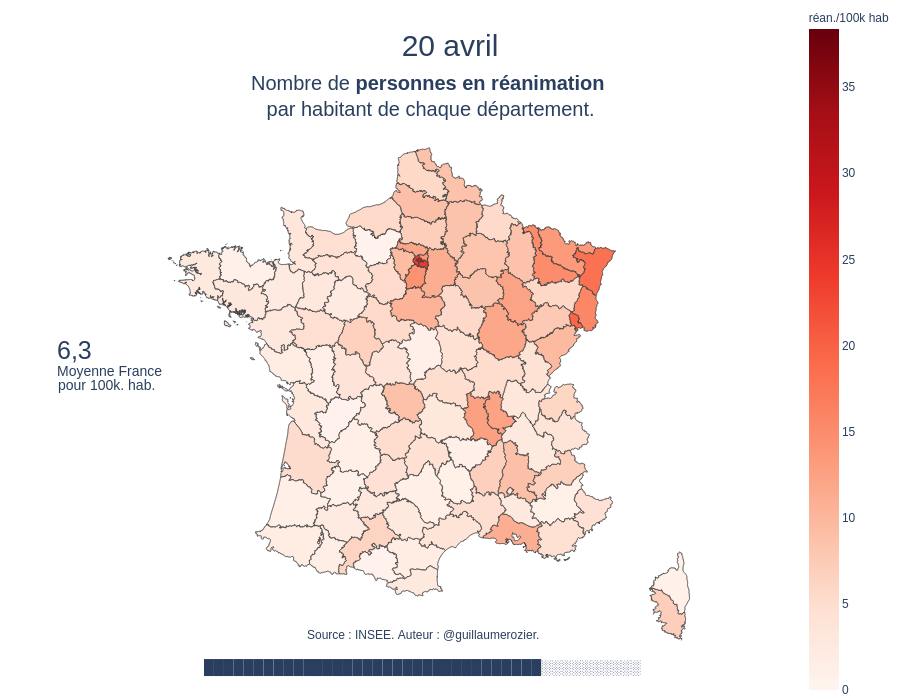 réan./100k hab
20 avril
Nombre de personnes en réanimation
par habitant de chaque département.
35
30
25
20
15
10
5
0
6,3
Moyenne France
pour 100k. hab.
Source : INSEE. Auteur : @guillaumerozier.